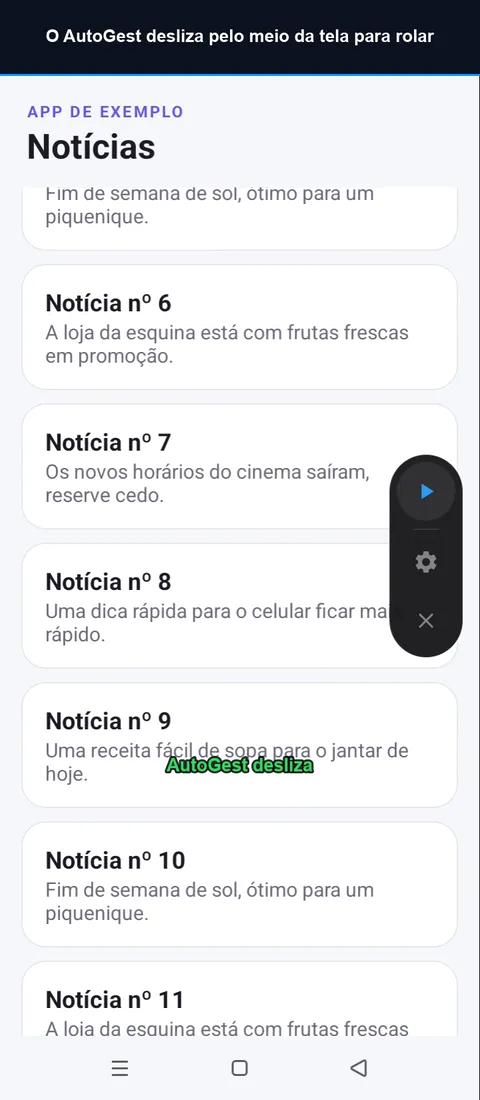 O AutoGest desliza pelo meio da tela para rolar
APP DE EXEMPLO
Notícias
Fim de semana de sol, ótimo para um
piquenique.
Notícia nº 6
A loja da esquina está com frutas frescas
em promoção.
Notícia nº 7
Os novos horários do cinema saíram,
reserve cedo.
Notícia nº 8
Uma dica rápida para o celular ficar mais
rápido.
Notícia nº 9
Uma receita fácil de sopa para o jantar de
hoje.
AutoGest desliza
Notícia nº 10
Fim de semana de sol, ótimo para um
piquenique.
Notícia nº 11
A loja da esquina está com frutas frescas